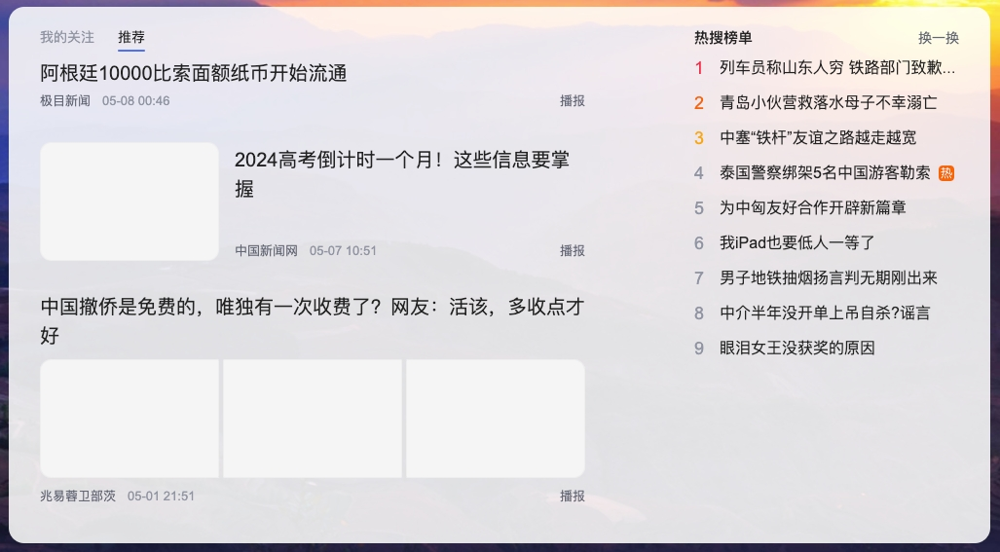 我的关注 推荐
阿根廷10000比索面额纸币开始流通
极目新闻 05-08 00:46 播报
2024高考倒计时一个月！这些信息要掌
握
中国新闻网 05-07 10:51 播报
中国撤侨是免费的，唯独有一次收费了？网友：活该，多收点才
好
兆易蓉卫部茨 05-01 21:51 播报
热搜榜单 换一换
1 列车员称山东人穷 铁路部门致歉...
2 青岛小伙营救落水母子不幸溺亡
3 中塞“铁杆”友谊之路越走越宽
4 泰国警察绑架5名中国游客勒索 热
5 为中匈友好合作开辟新篇章
6 我iPad也要低人一等了
7 男子地铁抽烟扬言判无期刚出来
8 中介半年没开单上吊自杀?谣言
9 眼泪女王没获奖的原因